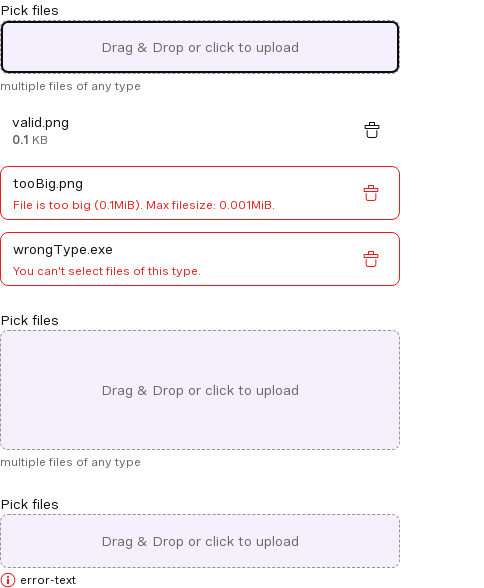 Pick files
Drag & Drop or click to upload
multiple files of any type
valid.png
0.1 KB
tooBig.png
File is too big (0.1MiB). Max filesize: 0.001MiB.
wrongType.exe
You can't select files of this type.
Pick files
Drag & Drop or click to upload
multiple files of any type
Pick files
Drag & Drop or click to upload
error-text